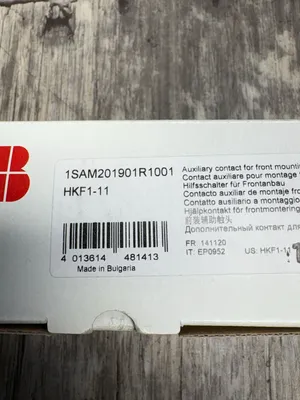 B
1SAM201901R1001
HKF1-11
Auxiliary contact for front mounti
Contact auxiliaire pour montage
Hilfsschalter für Frontanbau
Contacto auxiliar de montaje fro
Contatto ausiliario a montaggio
Hjälpkontakt för frontmontering
前装辅助触头
Дополнительный контакт для
FR: 141120
IT: EP0952 US: HKF1-11
4 013614 481413
Made in Bulgaria